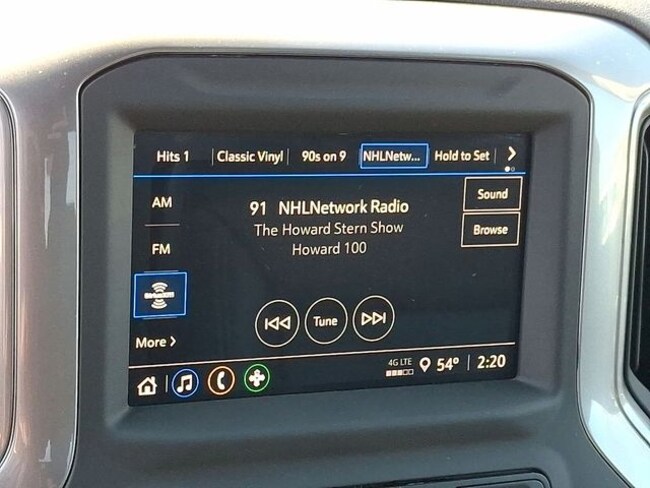 Hits 1 Classic Vinyl 90s on 9 NHLNetw... Hold to Set
AM
Sound
91 NHLNetwork Radio
The Howard Stern Show
Browse
FM
Howard 100
SiriusXM
Tune
More
4G LTE
54° 2:20